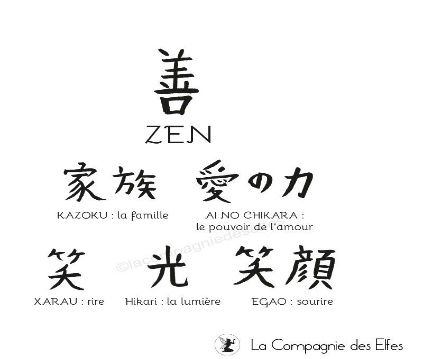 善
ZEN
家族 愛の力
KAZOKU : la famille AI NO CHIKARA :
le pouvoir de l'amour
笑 光 笑顔
XARAU : rire Hikari : la lumière EGAO : sourire
La Compagnie des Elfes